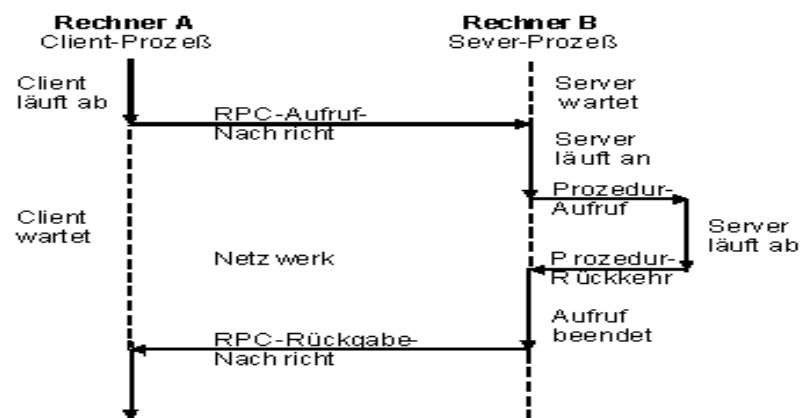 Rechner A
Client-Prozeß
Rechner B
Sever-Prozeß
Client
läuft ab
Server
wartet
RPC-Aufruf-
Nachricht
Server
läuft an
Prozedur-
Aufruf
Client
wartet
Server
läuft ab
Netzwerk
Prozedur-
Rückkehr
Aufruf
beendet
RPC-Rückgabe-
Nachricht